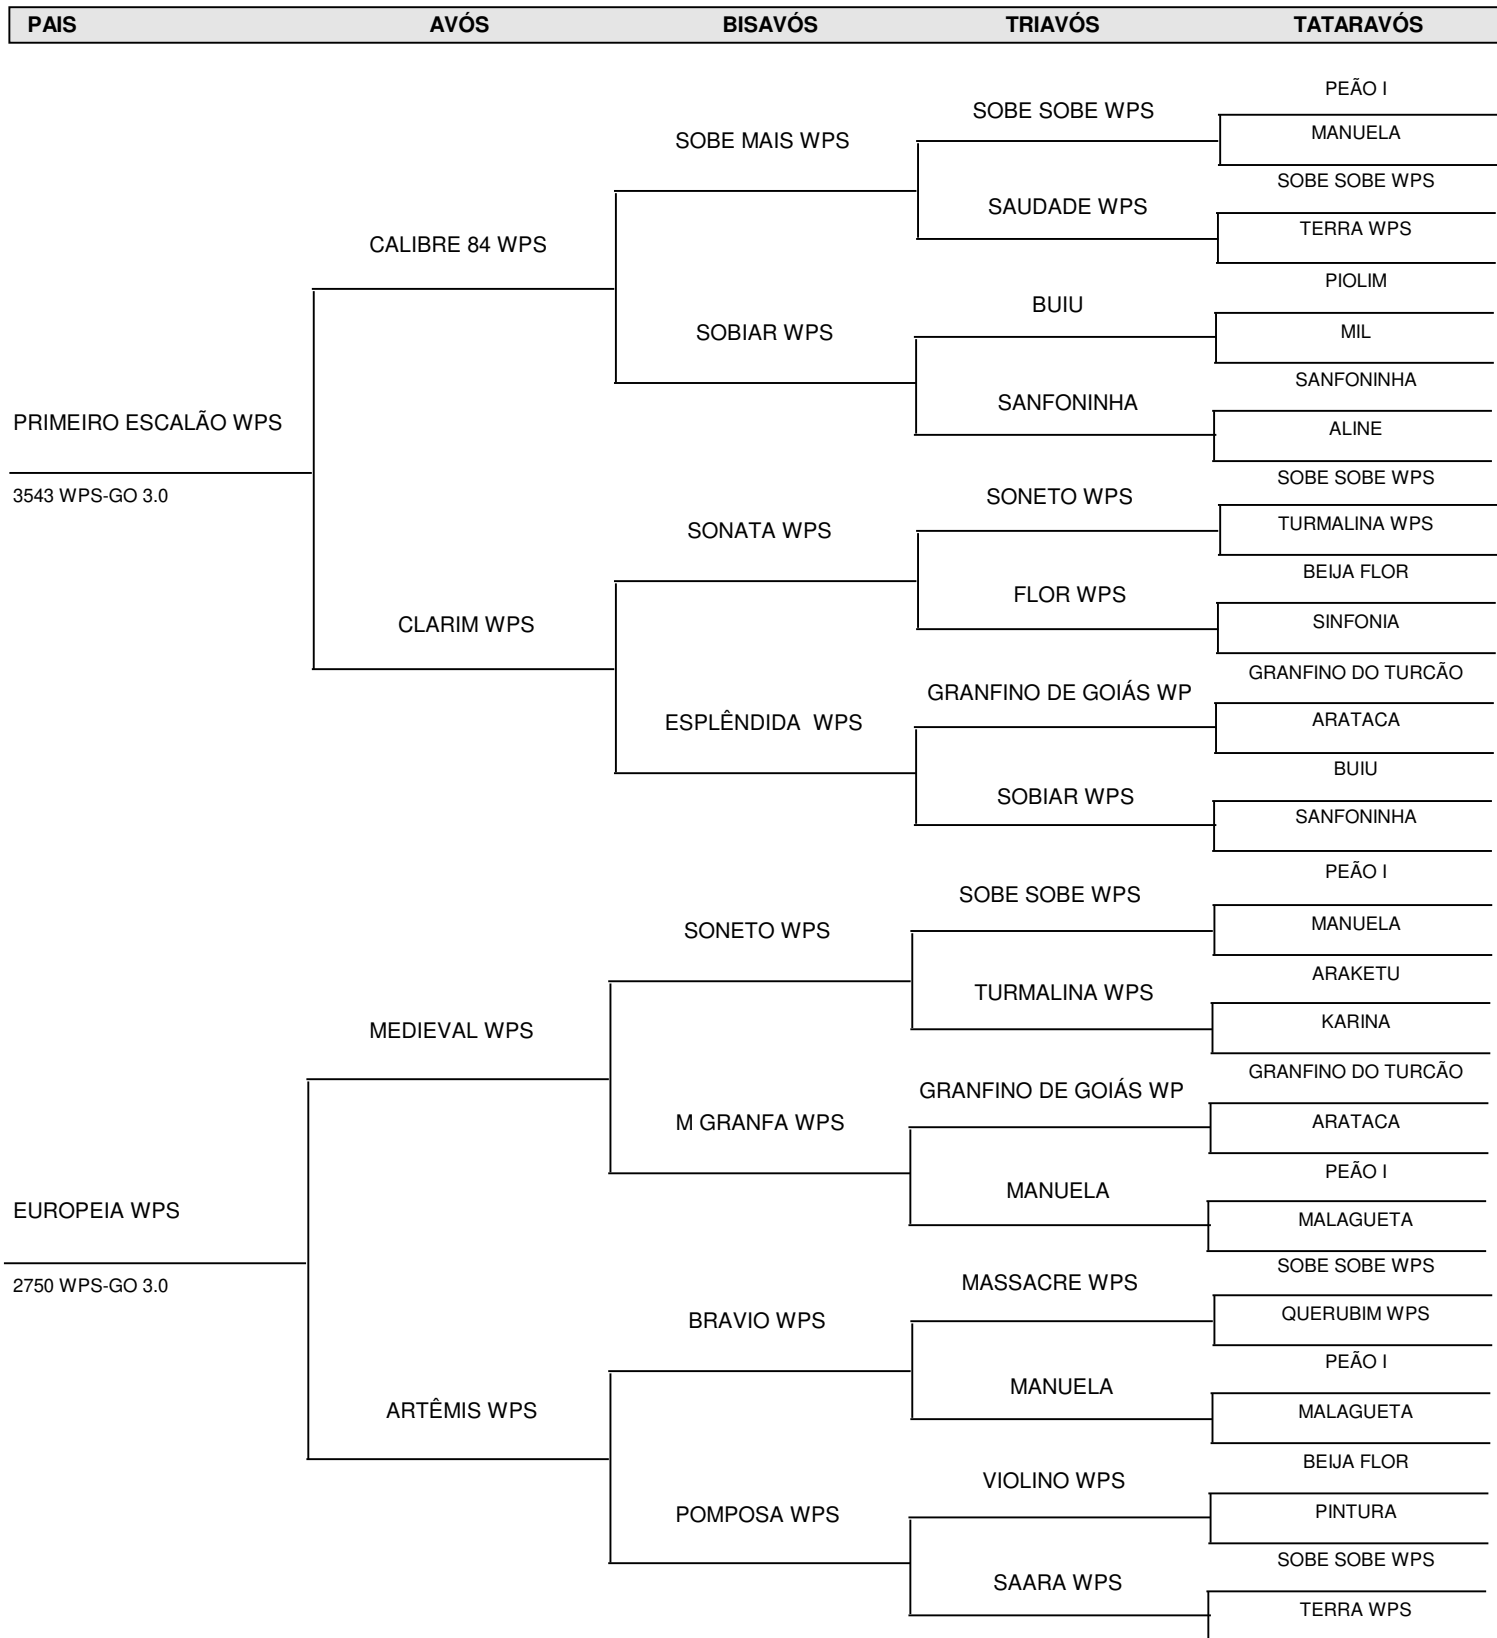 PAIS AVÓS BISAVÓS TRIAVÓS TATARAVÓS
PEÃO I
SOBE SOBE WPS
MANUELA
SOBE MAIS WPS
SOBE SOBE WPS
SAUDADE WPS
TERRA WPS
CALIBRE 84 WPS
PIOLIM
BUIU
MIL
SOBIAR WPS
SANFONINHA
SANFONINHA
PRIMEIRO ESCALÃO WPS
ALINE
3543 WPS-GO 3.0
SOBE SOBE WPS
SONETO WPS
TURMALINA WPS
SONATA WPS
BEIJA FLOR
FLOR WPS
SINFONIA
CLARIM WPS
GRANFINO DO TURCÃO
GRANFINO DE GOIÁS WP
ARATACA
ESPLÊNDIDA  WPS
BUIU
SOBIAR WPS
SANFONINHA
PEÃO I
SOBE SOBE WPS
MANUELA
SONETO WPS
ARAKETU
TURMALINA WPS
KARINA
MEDIEVAL WPS
GRANFINO DO TURCÃO
GRANFINO DE GOIÁS WP
ARATACA
M GRANFA WPS
PEÃO I
MANUELA
EUROPEIA WPS
MALAGUETA
2750 WPS-GO 3.0
SOBE SOBE WPS
MASSACRE WPS
QUERUBIM WPS
BRAVIO WPS
PEÃO I
MANUELA
ARTÊMIS WPS
MALAGUETA
BEIJA FLOR
VIOLINO WPS
PINTURA
POMPOSA WPS
SOBE SOBE WPS
SAARA WPS
TERRA WPS